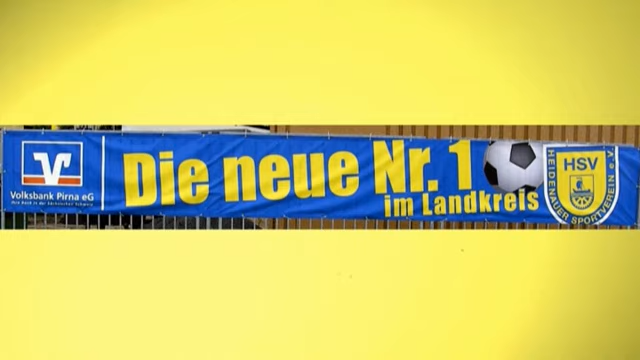 Volksbank Pirna eG
Die neue Nr. 1
im Landkreis
HSV
HEIDENAUER SPORTVEREIN e.V.